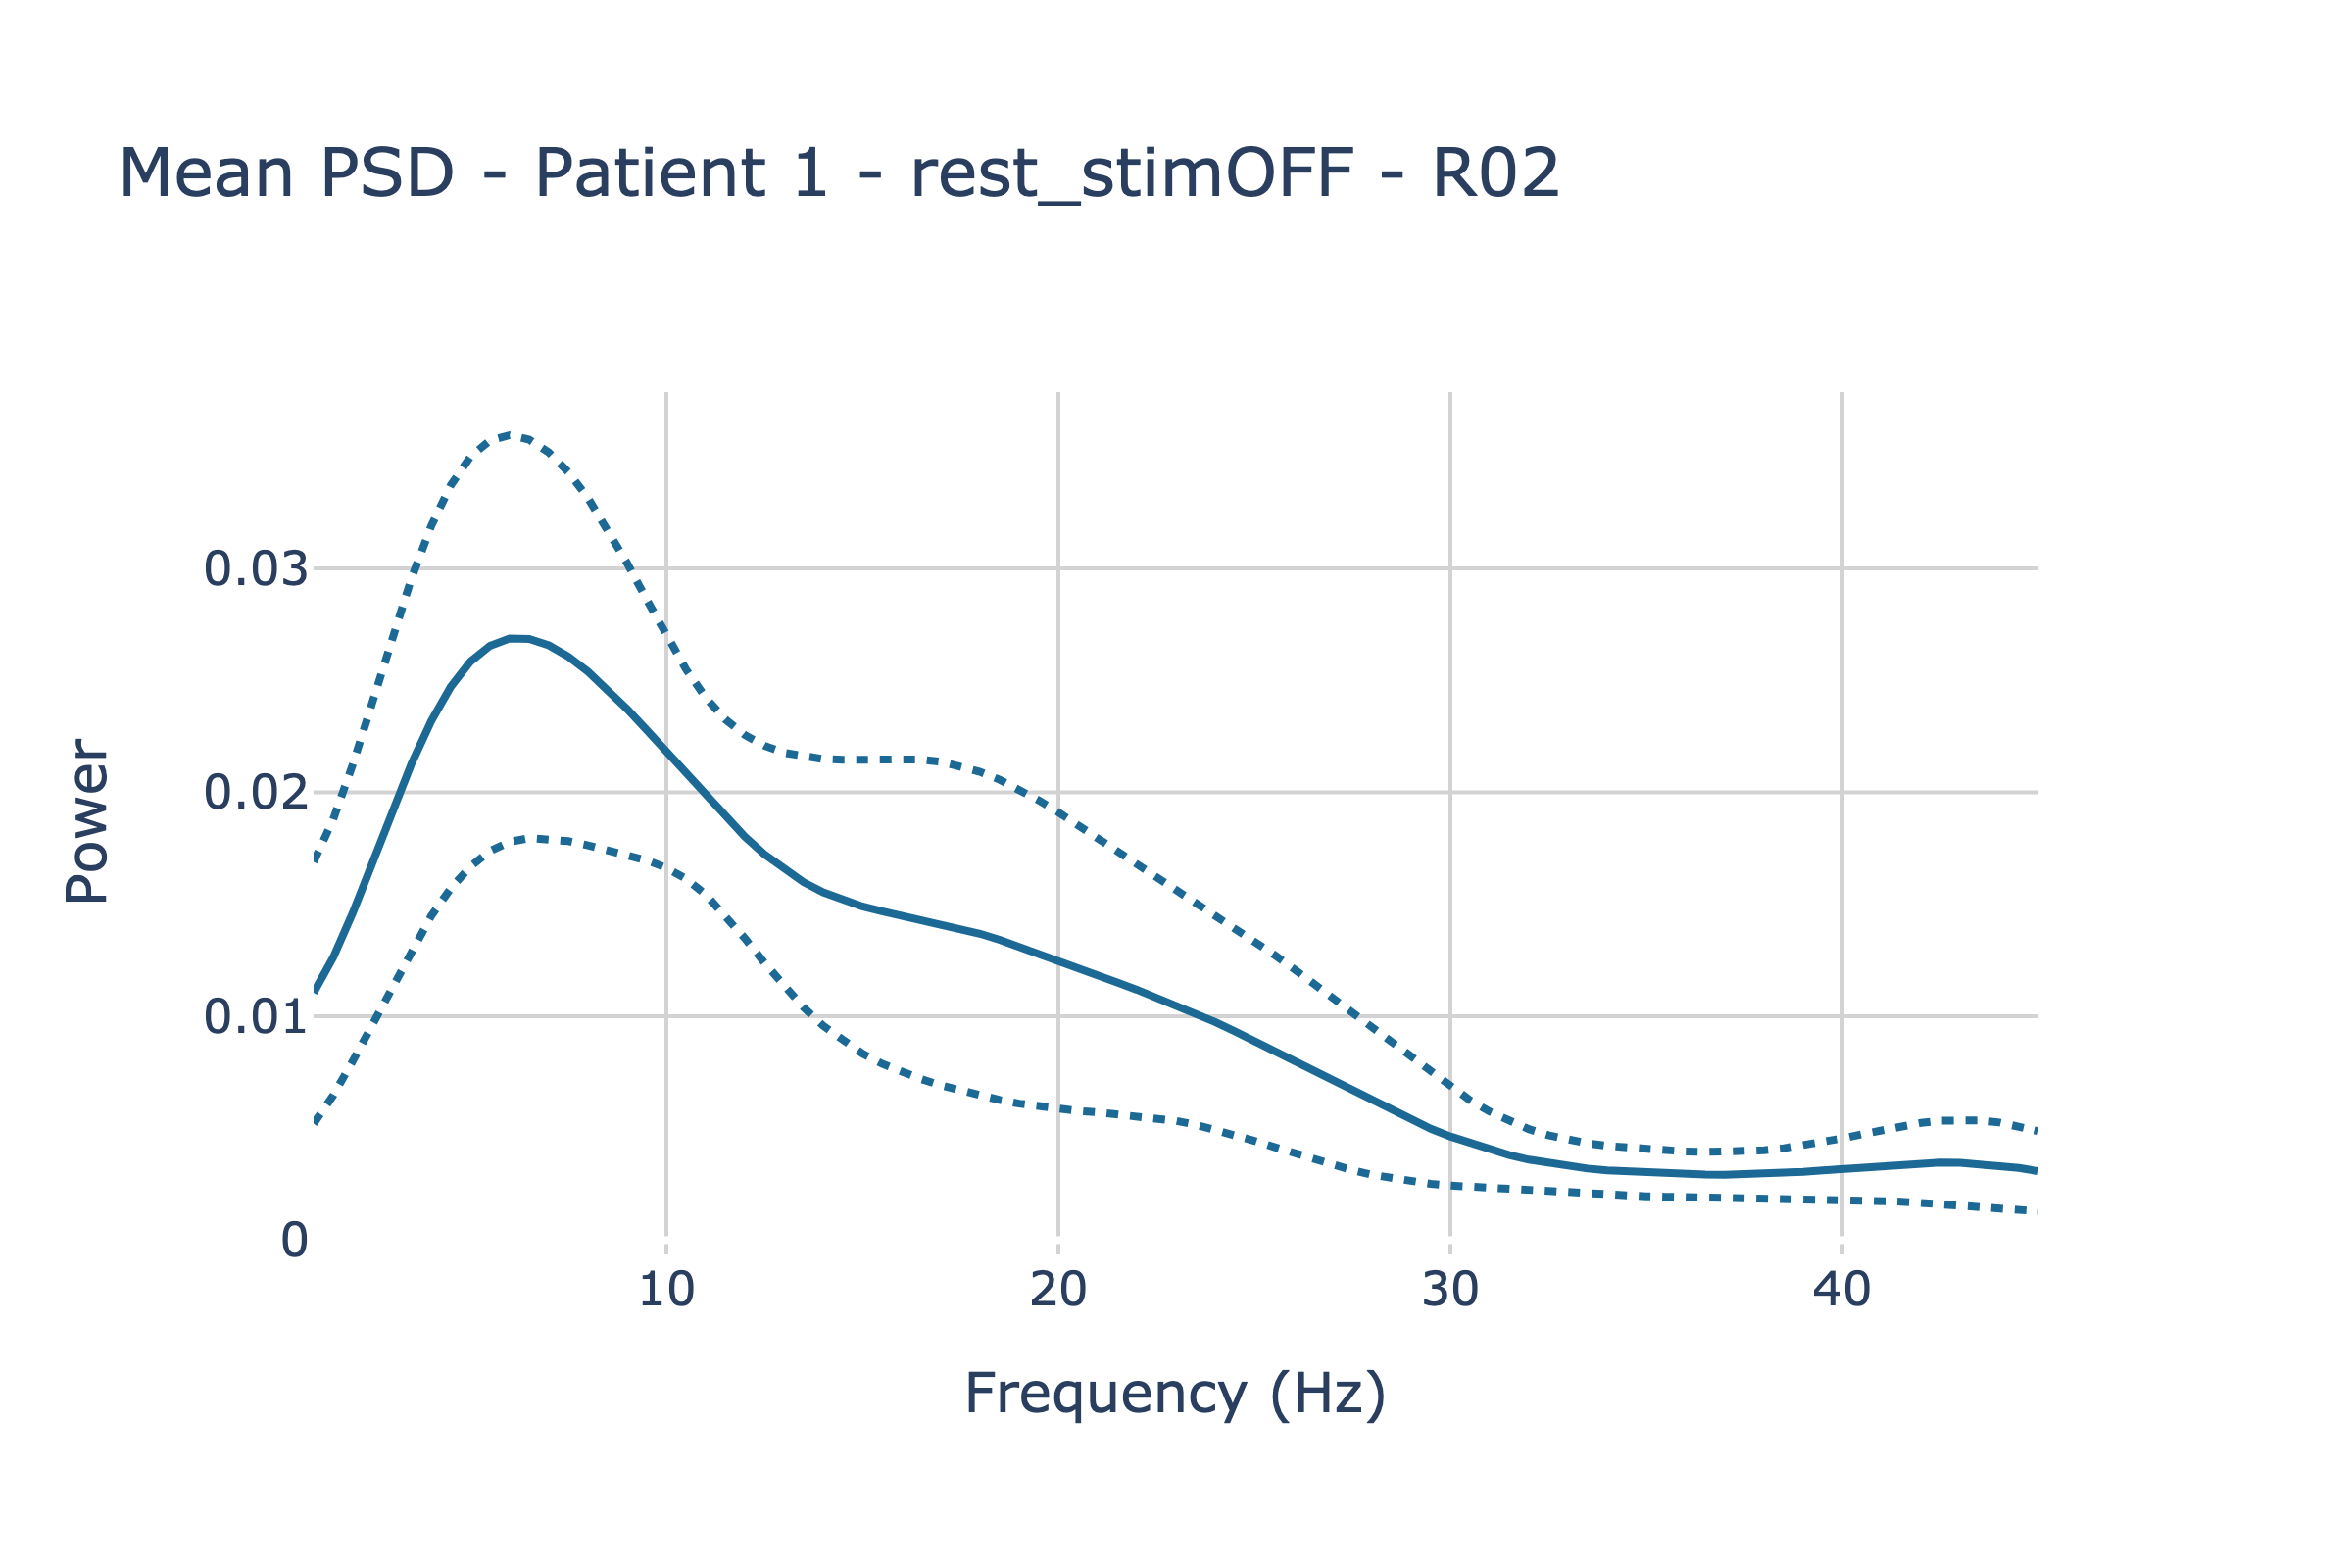 Mean PSD - Patient 1 - rest_stimOFF - R02
Power
0.03
0.02
0.01
0
10 20 30 40
Frequency (Hz)